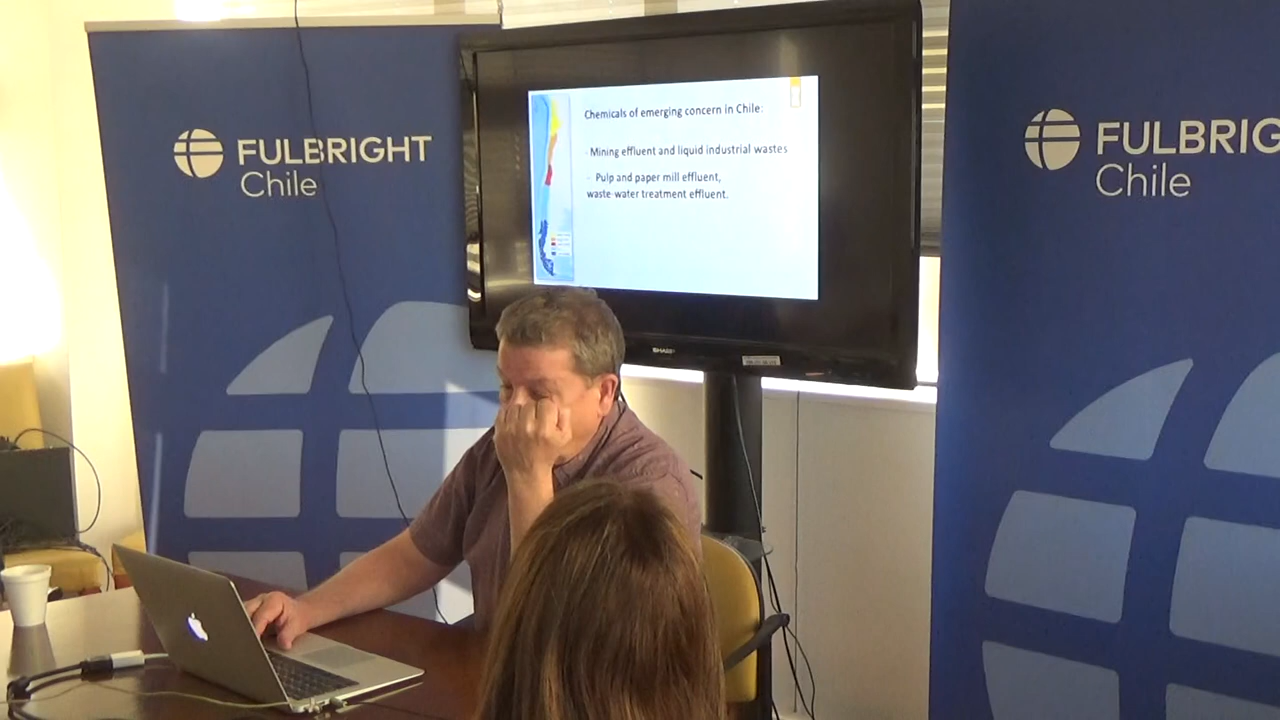 FULBRIGHT
Chile
Chemicals of emerging concern in Chile:
- Mining effluent and liquid industrial wastes
- Pulp and paper mill effluent,
waste-water treatment effluent.
SHARP
FULBRIG
Chile